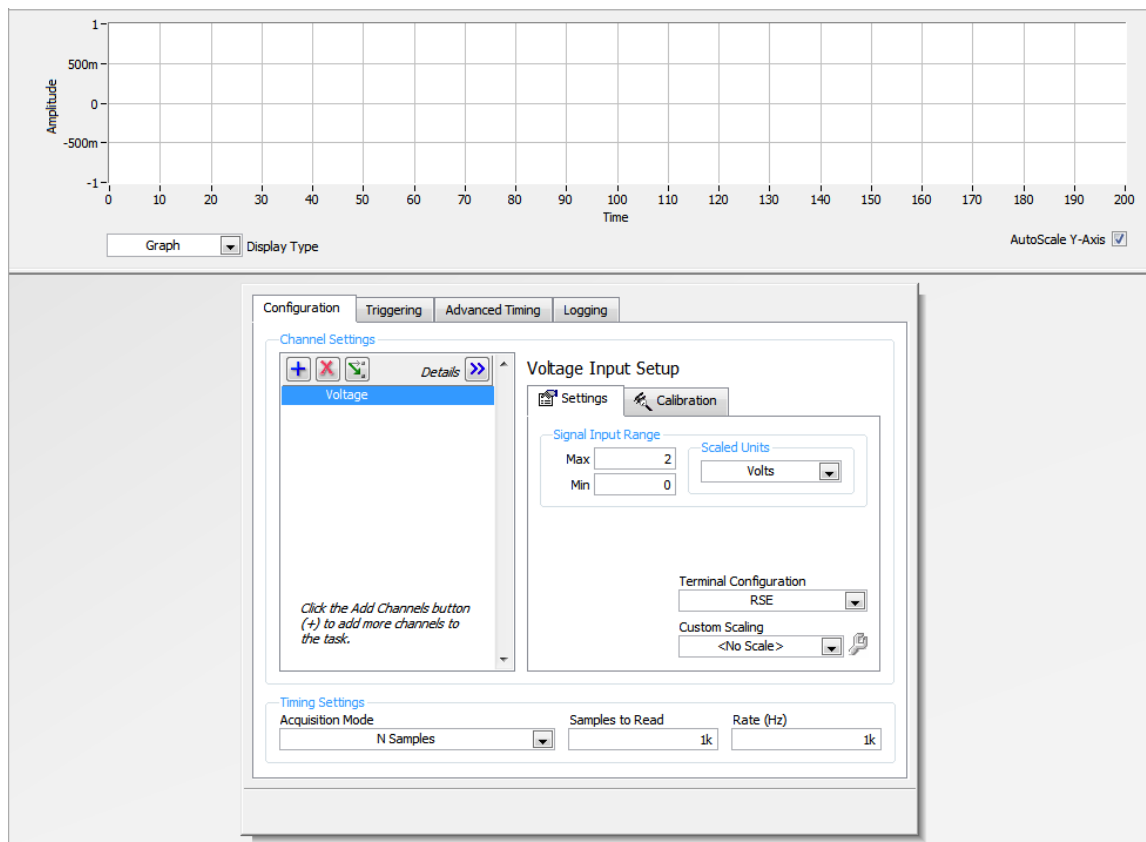 1
500m
0
-500m
-1
Amplitude
0 10 20 30 40 50 60 70 80 90 100 110 120 130 140 150 160 170 180 190 200
Time
Graph Display Type
AutoScale Y-Axis
Configuration Triggering Advanced Timing Logging
Channel Settings
Details
Voltage
Click the Add Channels button
(+) to add more channels to
the task.
Voltage Input Setup
Settings Calibration
Signal Input Range
Max 2
Min 0
Scaled Units
Volts
Terminal Configuration
RSE
Custom Scaling
<No Scale>
Timing Settings
Acquisition Mode Samples to Read Rate (Hz)
N Samples 1k 1k